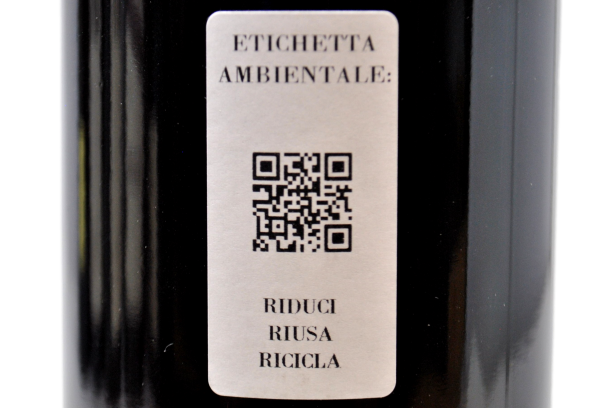 ETICHETTA
AMBIENTALE:
RIDUCI
RIUSA
RICICLA